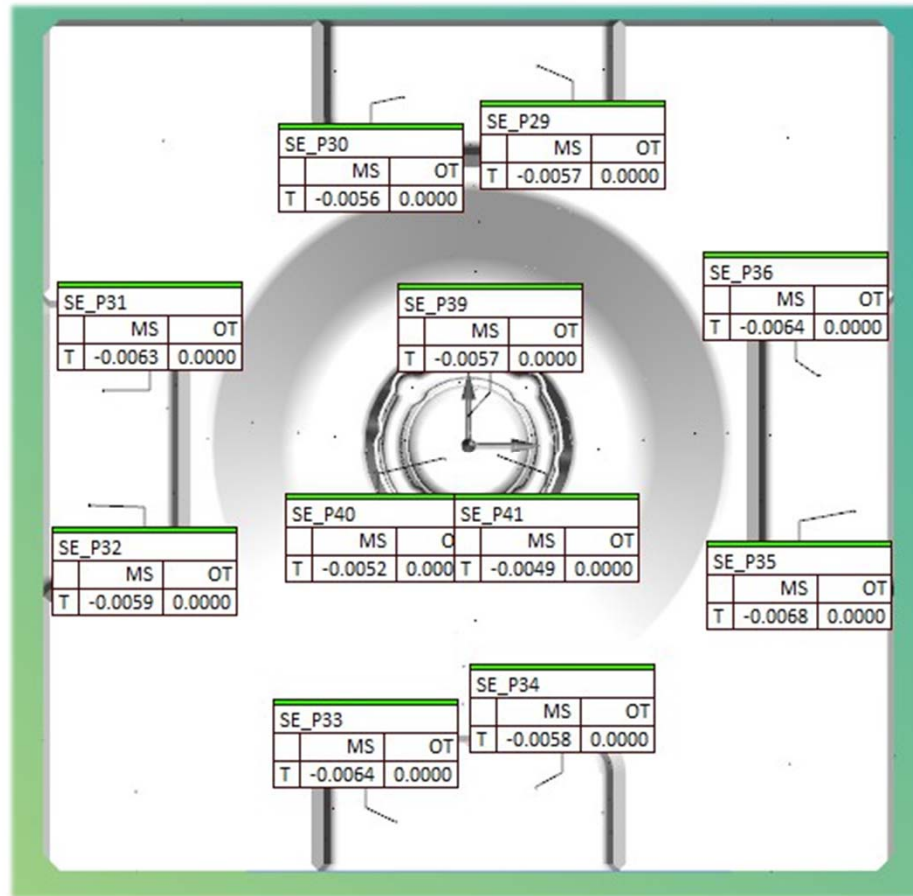 SE_P30
MS OT
T -0.0056 0.0000
SE_P29
MS OT
T -0.0057 0.0000
SE_P31
MS OT
T -0.0063 0.0000
SE_P39
MS OT
T -0.0057 0.0000
SE_P36
MS OT
T -0.0064 0.0000
SE_P32
MS OT
T -0.0059 0.0000
SE_P40
MS O
T -0.0052 0.000
SE_P41
MS OT
T -0.0049 0.0000
SE_P35
MS OT
T -0.0068 0.0000
SE_P33
MS OT
T -0.0064 0.0000
SE_P34
MS OT
T -0.0058 0.0000